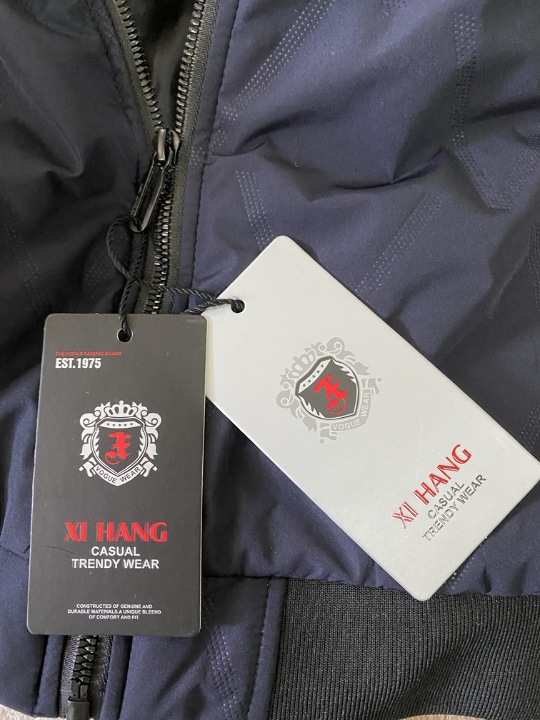 THE WORLD FAMOUS BRAND
EST.1975
X
VOGUE WEAR
XI HANG
CASUAL
TRENDY WEAR
CONSTRUCTED OF GENUINE AND
DURABLE MATERIALS.A UNIQUE BLEEND
OF COMFORT AND FIT.
X
VOGUE WEAR
XI HANG
CASUAL
TRENDY WEAR